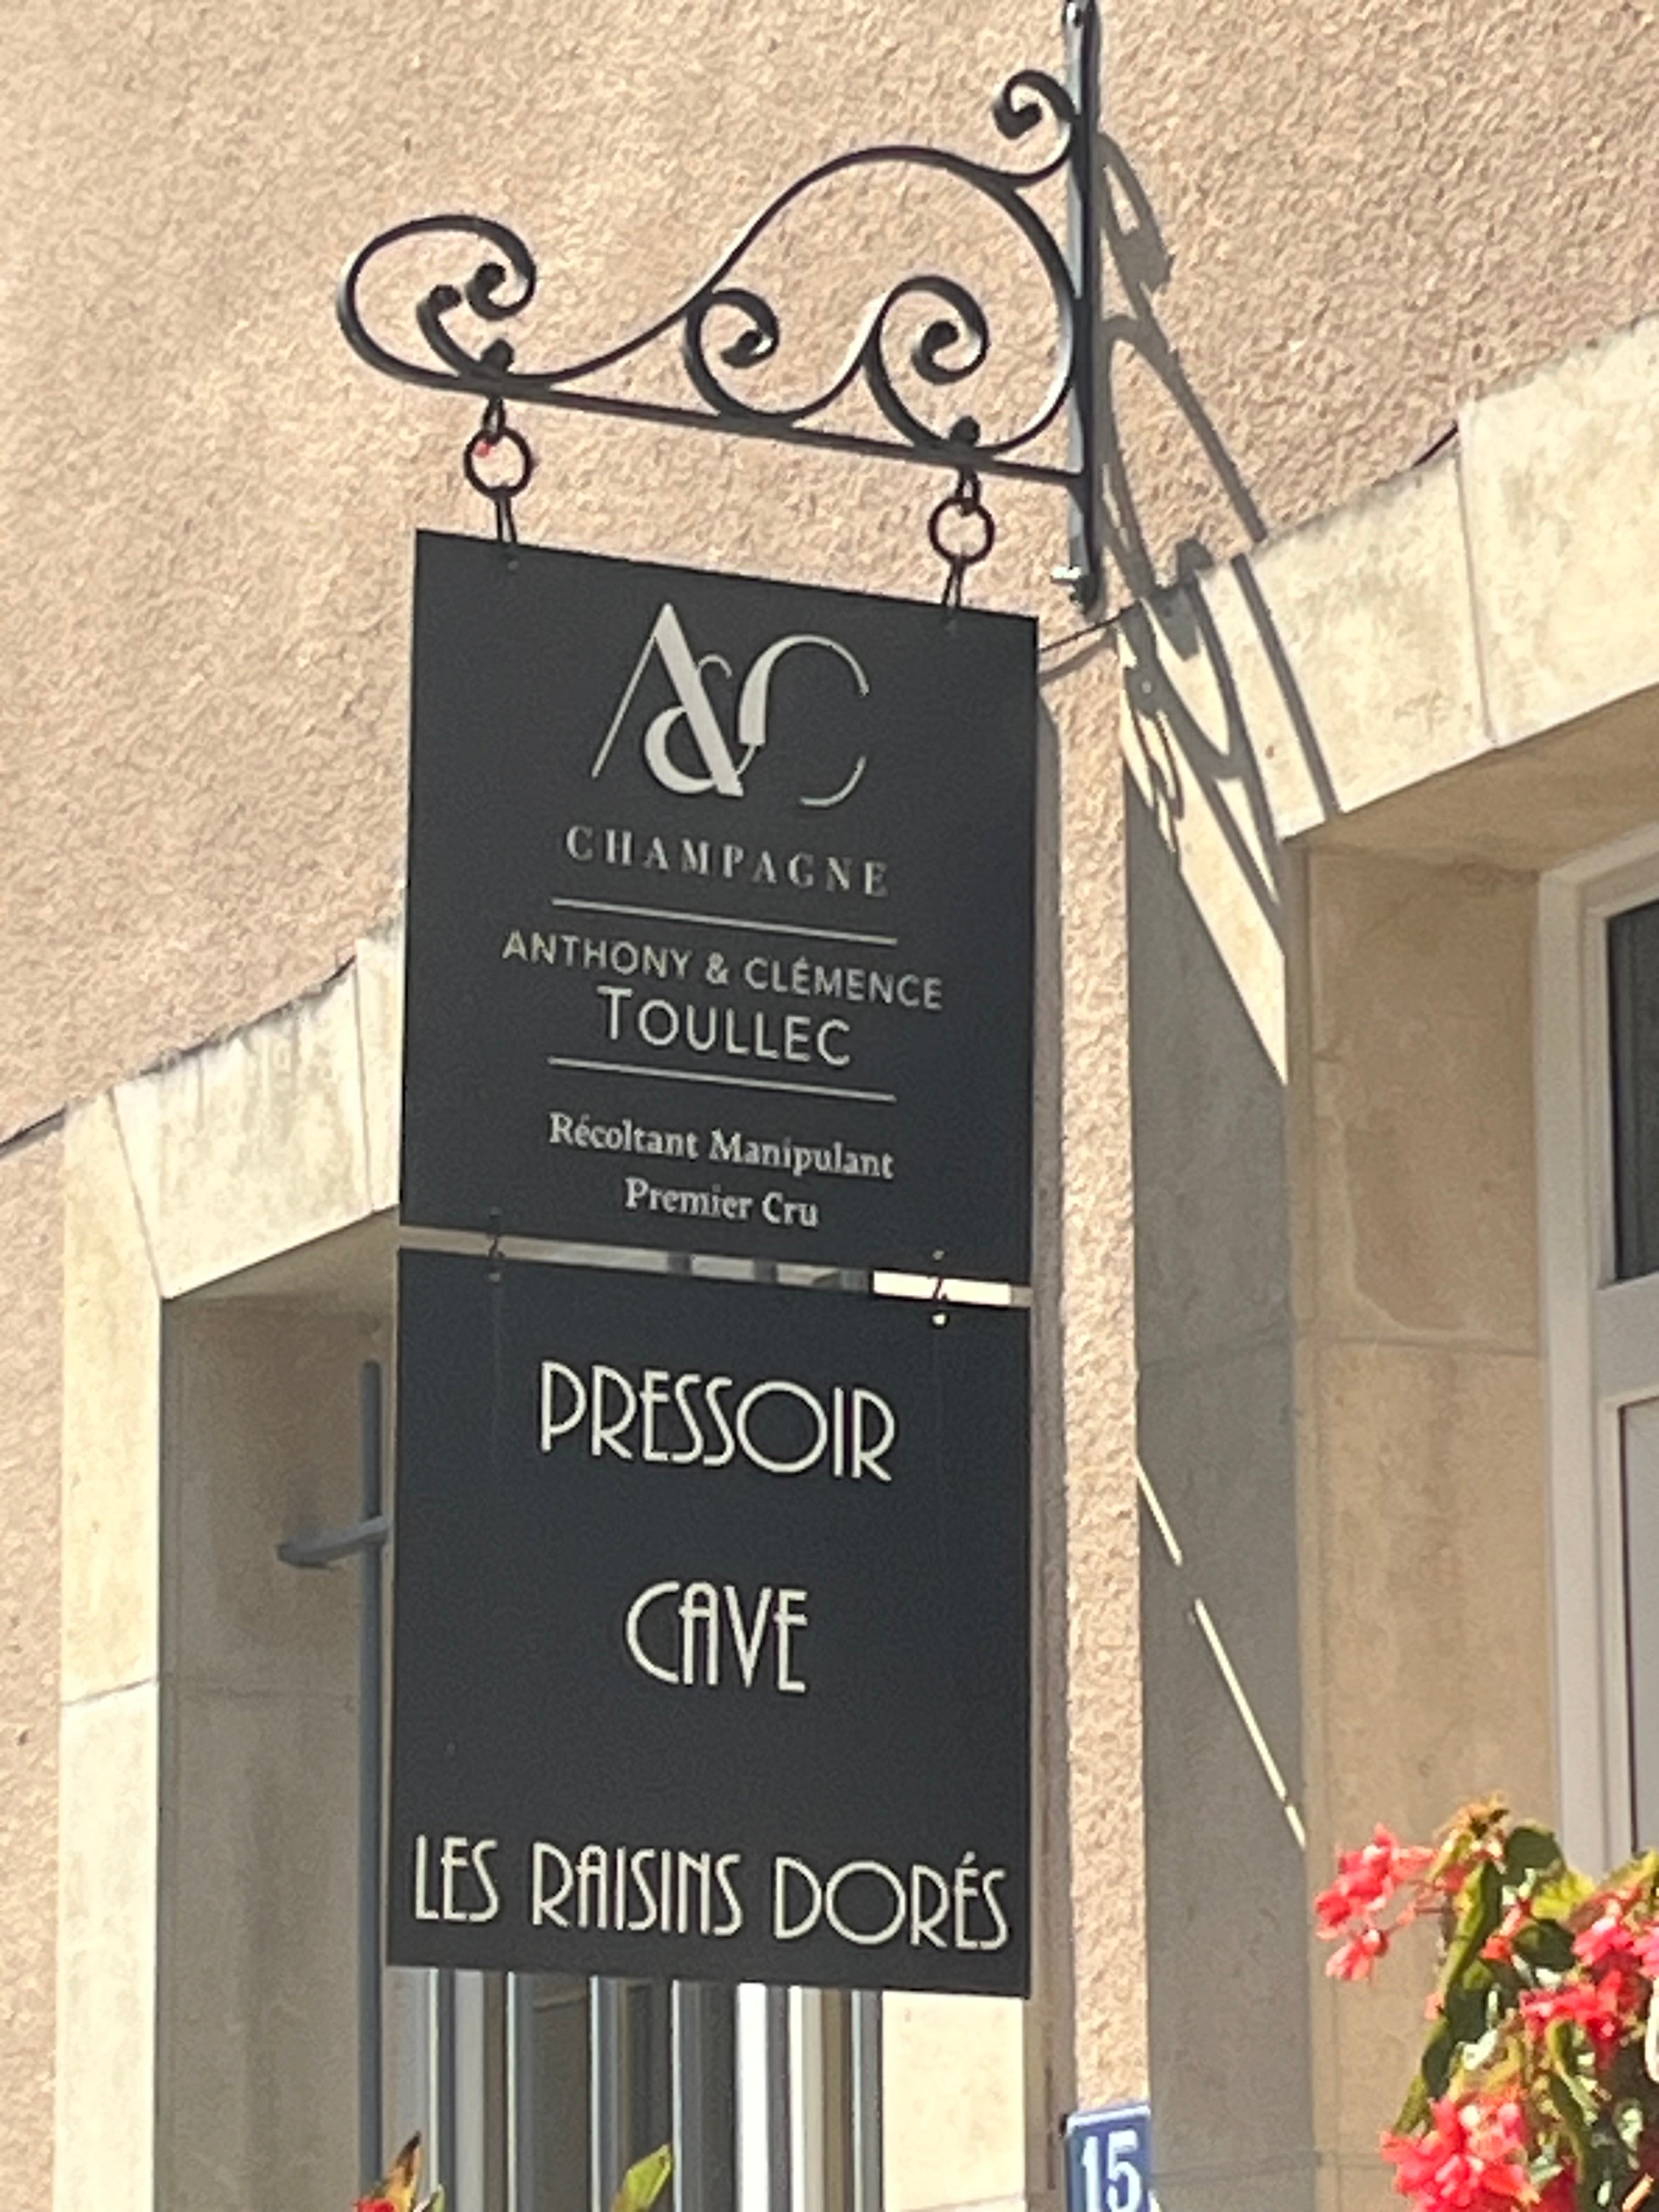 A&C
CHAMPAGNE
ANTHONY & CLÉMENCE
TOULLEC
Récoltant Manipulant
Premier Cru
PRESSOIR
CAVE
LES RAISINS DORÉS
15